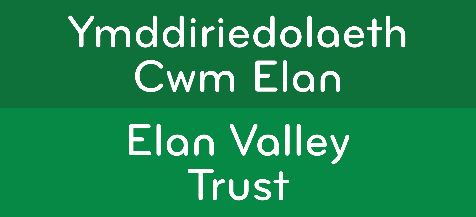 Ymddiriedolaeth
Cwm Elan
Elan Valley
Trust